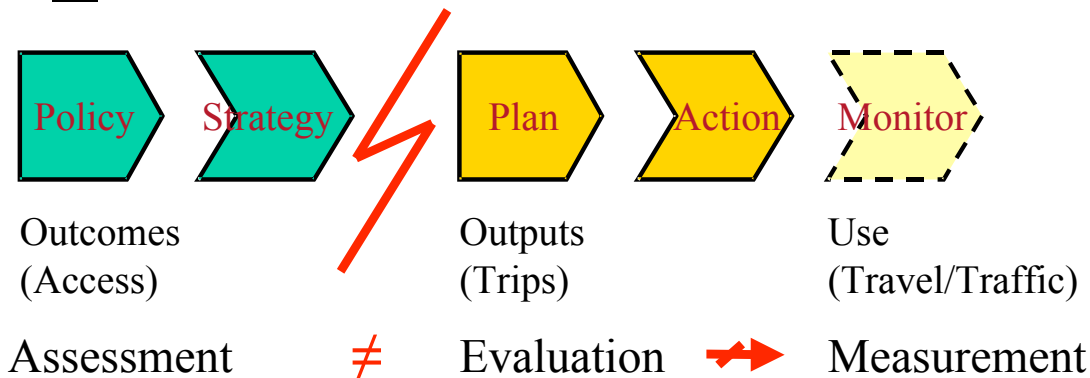 Policy Strategy Plan Action Monitor
Outcomes Outputs Use
(Access) (Trips) (Travel/Traffic)
Assessment ≠ Evaluation Measurement